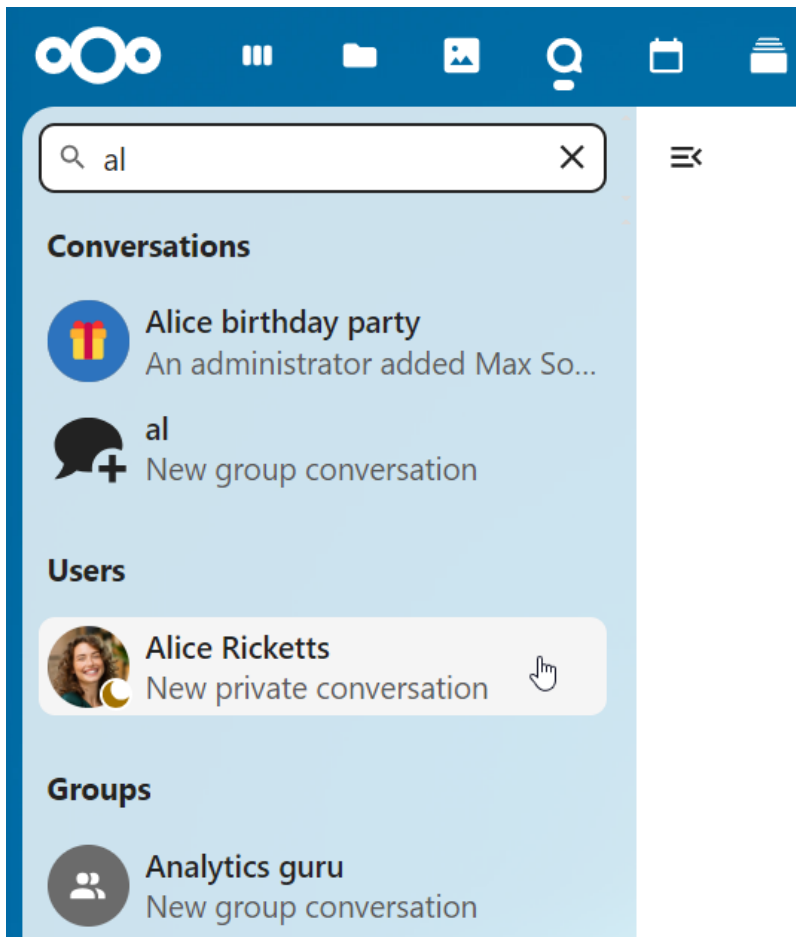 al
Conversations
Alice birthday party
An administrator added Max So...
al
New group conversation
Users
Alice Ricketts
New private conversation
Groups
Analytics guru
New group conversation